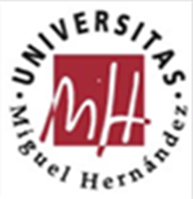 · UNIVERSITAS ·
MH
Miguel Hernández